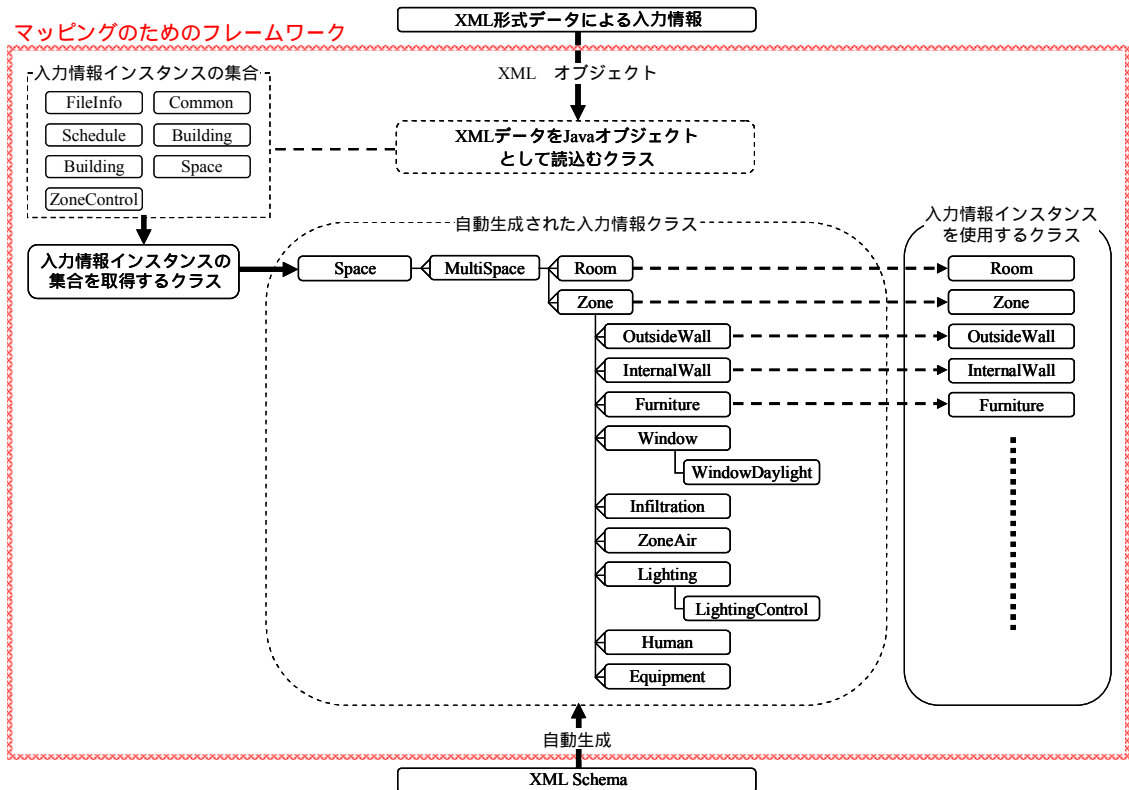 XML形式データによる入力情報
マッピングのためのフレームワーク
XML オブジェクト
入力情報インスタンスの集合
FileInfo
Common
Schedule
Building
Building
Space
ZoneControl
XMLデータをJavaオブジェクト
として読込むクラス
入力情報インスタンスの
集合を取得するクラス
自動生成された入力情報クラス
Space
MultiSpace
Room
Zone
OutsideWall
InternalWall
Furniture
Window
WindowDaylight
Infiltration
ZoneAir
Lighting
LightingControl
Human
Equipment
入力情報インスタンス
を使用するクラス
Room
Zone
OutsideWall
InternalWall
Furniture
自動生成
XML Schema